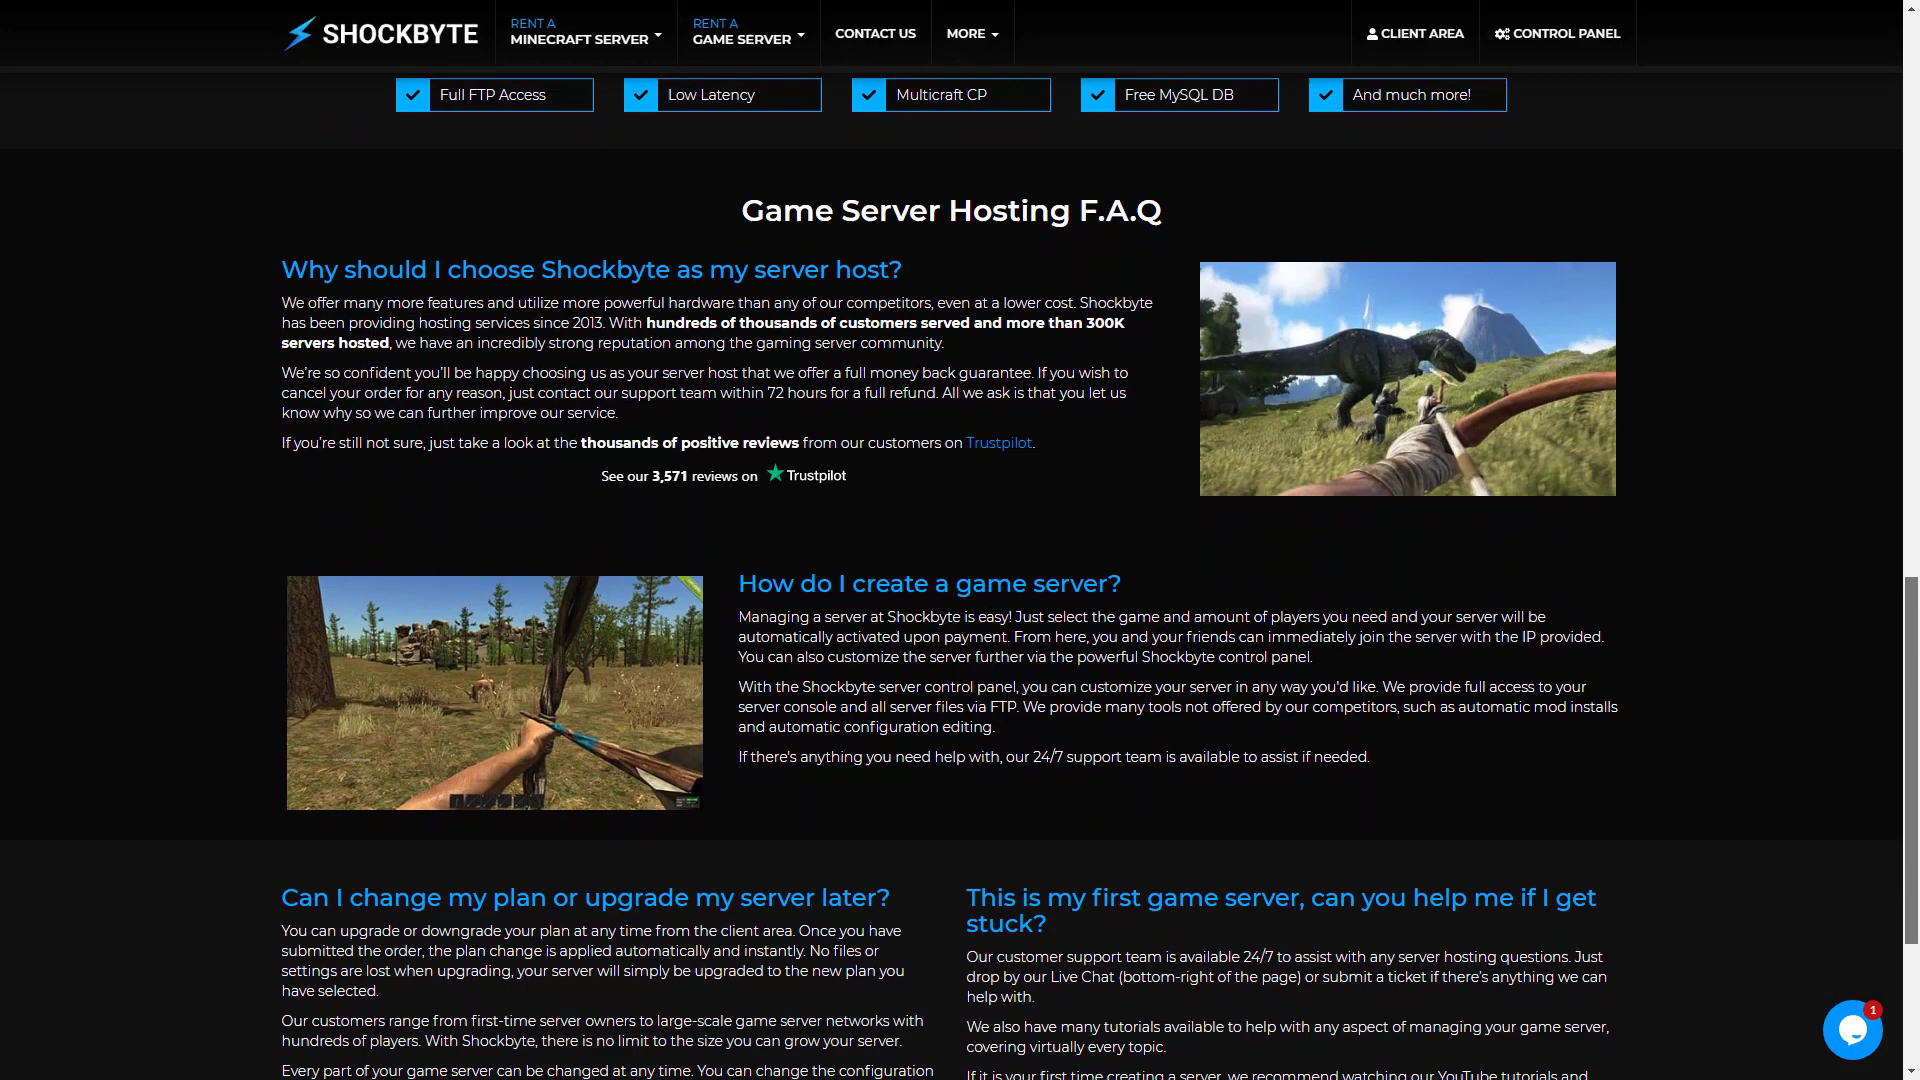 SHOCKBYTE
RENT A
MINECRAFT SERVER
RENT A
GAME SERVER
CONTACT US
MORE
CLIENT AREA
CONTROL PANEL
Full FTP Access
Low Latency
Multicraft CP
Free MySQL DB
And much more!
Game Server Hosting F.A.Q
Why should I choose Shockbyte as my server host?
We offer many more features and utilize more powerful hardware than any of our competitors, even at a lower cost. Shockbyte
has been providing hosting services since 2013. With hundreds of thousands of customers served and more than 300K
servers hosted, we have an incredibly strong reputation among the gaming server community.
We're so confident you'll be happy choosing us as your server host that we offer a full money back guarantee. If you wish to
cancel your order for any reason, just contact our support team within 72 hours for a full refund. All we ask is that you let us
know why so we can further improve our service.
If you're still not sure, just take a look at the thousands of positive reviews from our customers on Trustpilot.
See our 3,571 reviews on Trustpilot
How do I create a game server?
Managing a server at Shockbyte is easy! Just select the game and amount of players you need and your server will be
automatically activated upon payment. From here, you and your friends can immediately join the server with the IP provided.
You can also customize the server further via the powerful Shockbyte control panel.
With the Shockbyte server control panel, you can customize your server in any way you'd like. We provide full access to your
server console and all server files via FTP. We provide many tools not offered by our competitors, such as automatic mod installs
and automatic configuration editing.
If there's anything you need help with, our 24/7 support team is available to assist if needed.
Can I change my plan or upgrade my server later?
You can upgrade or downgrade your plan at any time from the client area. Once you have
submitted the order, the plan change is applied automatically and instantly. No files or
settings are lost when upgrading, your server will simply be upgraded to the new plan you
have selected.
Our customers range from first-time server owners to large-scale game server networks with
hundreds of players. With Shockbyte, there is no limit to the size you can grow your server.
Every part of your game server can be changed at any time. You can change the configuration
This is my first game server, can you help me if I get
stuck?
Our customer support team is available 24/7 to assist with any server hosting questions. Just
drop by our Live Chat (bottom-right of the page) or submit a ticket if there's anything we can
help with.
We also have many tutorials available to help with any aspect of managing your game server,
covering virtually every topic.
If it is your first time creating a server, we recommend watching our YouTube tutorials and
1